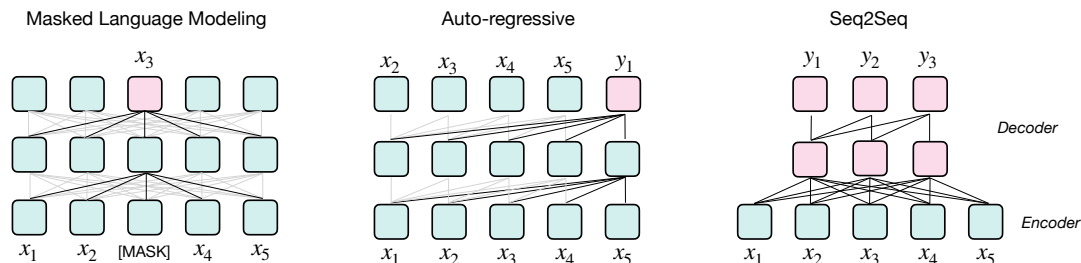 Masked Language Modeling
x₃
x₁ x₂ [MASK] x₄ x₅
Auto-regressive
x₂ x₃ x₄ x₅ y₁
x₁ x₂ x₃ x₄ x₅
Seq2Seq
y₁ y₂ y₃
Decoder
Encoder
x₁ x₂ x₃ x₄ x₅